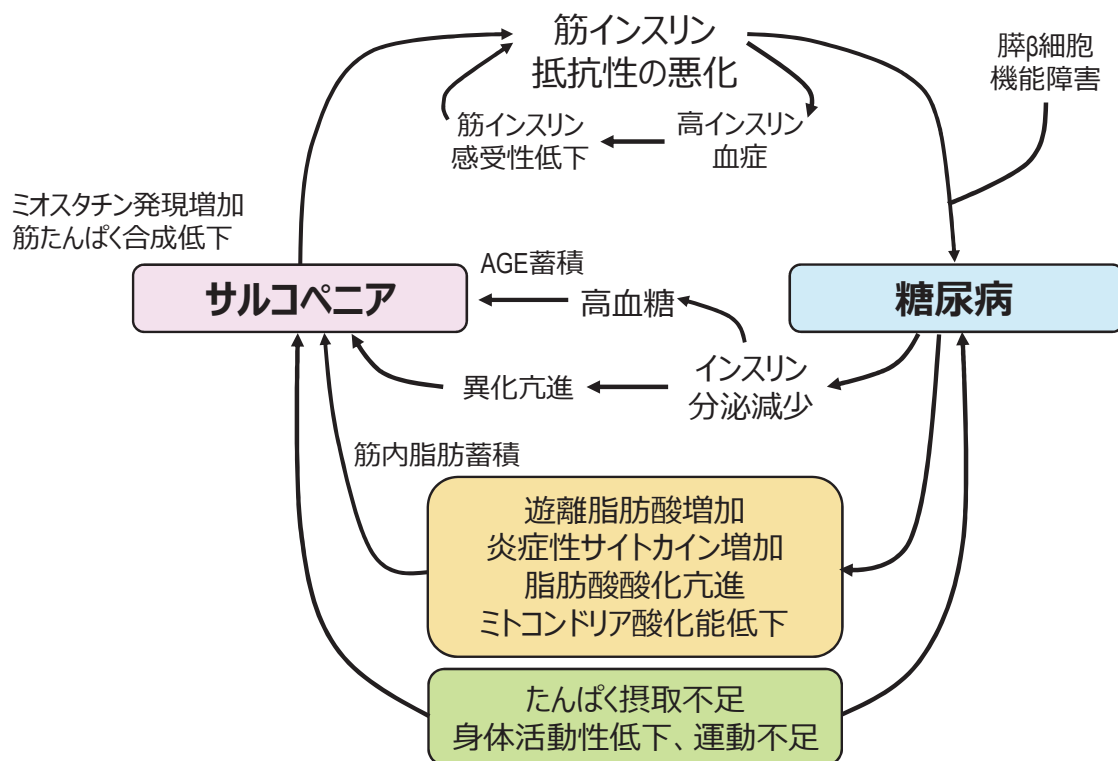 筋インスリン
抵抗性の悪化
膵β細胞
機能障害
筋インスリン
感受性低下
高インスリン
血症
ミオスタチン発現増加
筋たんぱく合成低下
サルコペニア
AGE蓄積
高血糖
糖尿病
異化亢進
インスリン
分泌減少
筋内脂肪蓄積
遊離脂肪酸増加
炎症性サイトカイン増加
脂肪酸酸化亢進
ミトコンドリア酸化能低下
たんぱく摂取不足
身体活動性低下、運動不足